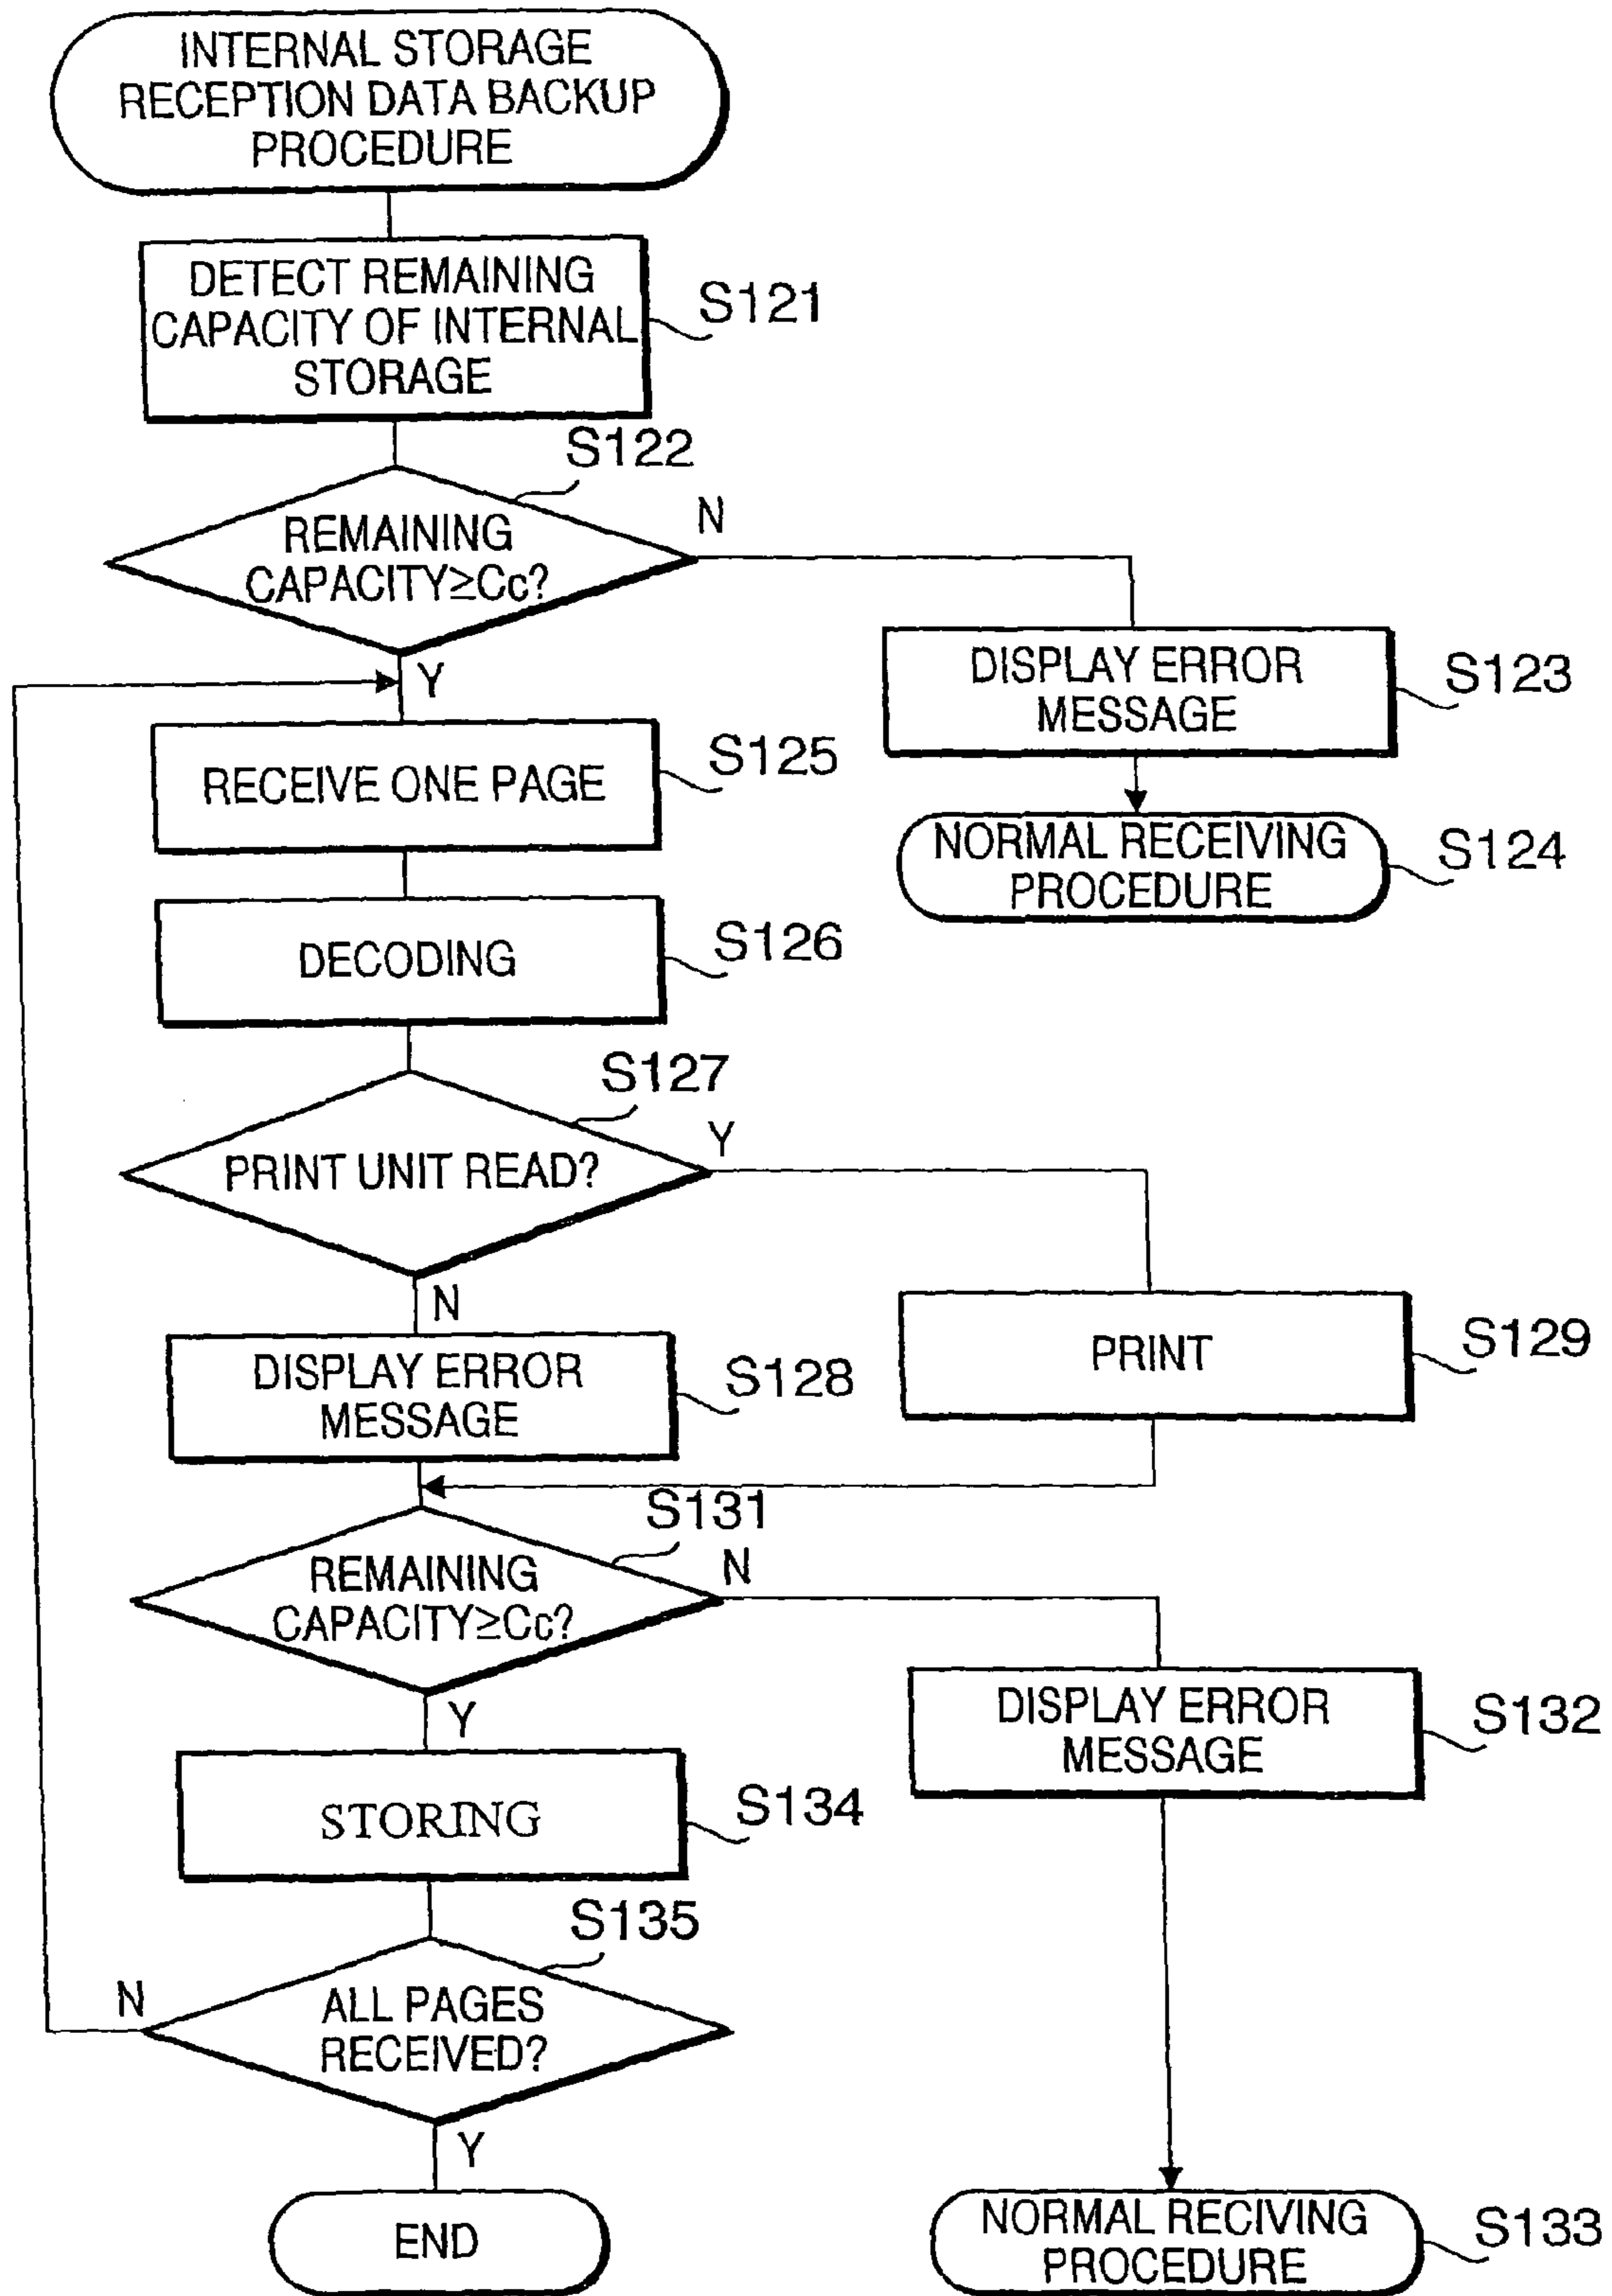 INTERNAL STORAGE
RECEPTION DATA BACKUP
PROCEDURE
DETECT REMAINING
CAPACITY OF INTERNAL
STORAGE
S121
S122
REMAINING
CAPACITY≥Cc?
N
Y
DISPLAY ERROR
MESSAGE
S123
RECEIVE ONE PAGE
S125
NORMAL RECEIVING
PROCEDURE
S124
DECODING
S126
S127
PRINT UNIT READ?
Y
N
DISPLAY ERROR
MESSAGE
S128
PRINT
S129
S131
REMAINING
CAPACITY≥Cc?
N
Y
DISPLAY ERROR
MESSAGE
S132
STORING
S134
S135
ALL PAGES
RECEIVED?
N
Y
END
NORMAL RECIVING
PROCEDURE
S133